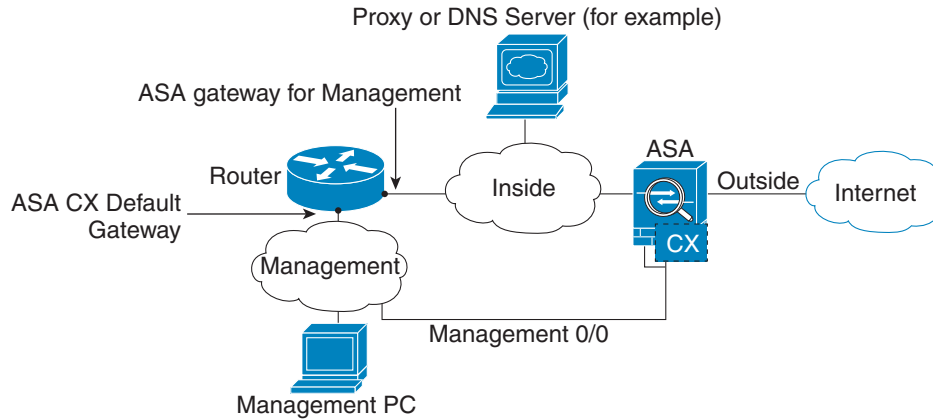 Proxy or DNS Server (for example)
ASA gateway for Management
ASA
Router
Inside
Outside
Internet
ASA CX Default
Gateway
CX
Management
Management 0/0
Management PC